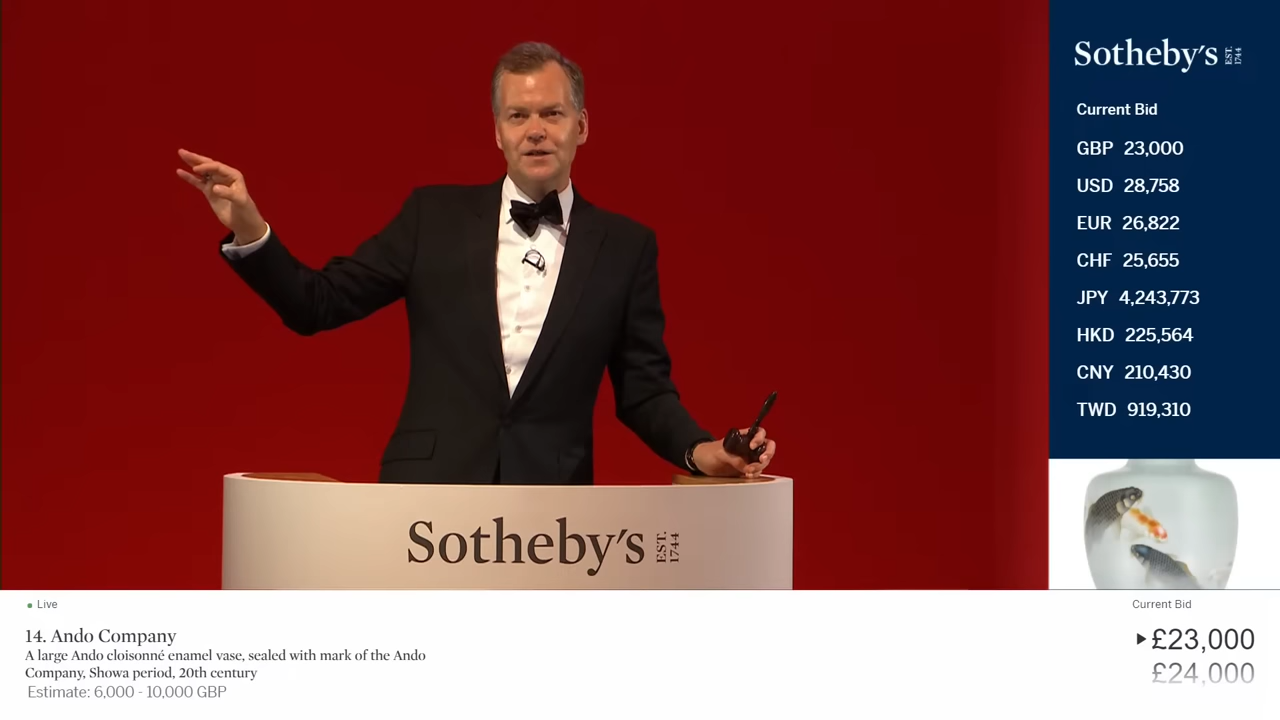 Sotheby's EST. 1744
Current Bid
GBP 23,000
USD 28,758
EUR 26,822
CHF 25,655
JPY 4,243,773
HKD 225,564
CNY 210,430
TWD 919,310
Sotheby's EST. 1744
Live
14. Ando Company
A large Ando cloisonné enamel vase, sealed with mark of the Ando
Company, Showa period, 20th century
Estimate: 6,000 - 10,000 GBP
Current Bid
£23,000
£24,000